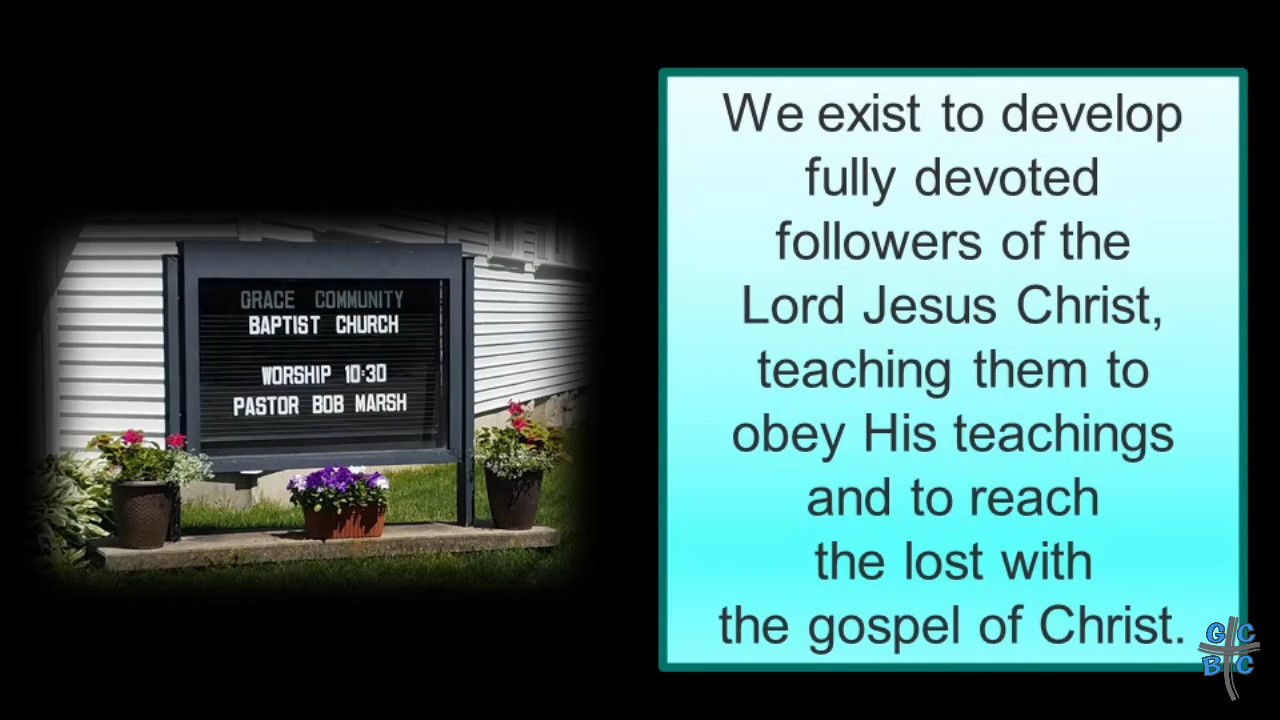 GRACE COMMUNITY
BAPTIST CHURCH
WORSHIP 10:30
PASTOR BOB MARSH
We exist to develop
fully devoted
followers of the
Lord Jesus Christ,
teaching them to
obey His teachings
and to reach
the lost with
the gospel of Christ.
GC
BC